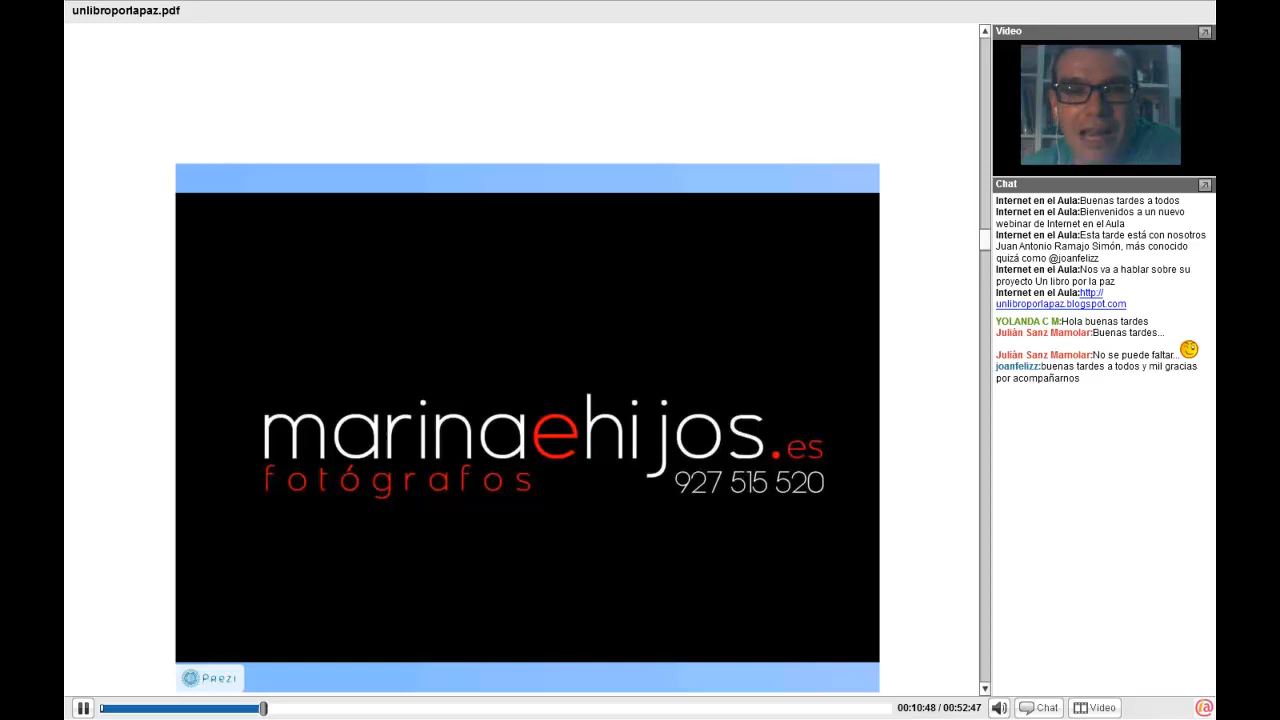 unlibroporlapaz.pdf
marinaehijos.es
fotógrafos
927 515 520
Prezi
Video
Chat
Internet en el Aula:Buenas tardes a todos
Internet en el Aula:Bienvenidos a un nuevo
webinar de Internet en el Aula
Internet en el Aula:Esta tarde está con nosotros
Juan Antonio Ramajo Simón, más conocido
quizá como @joanfelizz
Internet en el Aula:Nos va a hablar sobre su
proyecto Un libro por la paz
Internet en el Aula:http://
unlibroporlapaz.blogspot.com
YOLANDA C M:Hola buenas tardes
Julián Sanz Mamolar:Buenas tardes...
Julián Sanz Mamolar:No se puede faltar...
joanfelizz:buenas tardes a todos y mil gracias
por acompañarnos
00:10:48 / 00:52:47
Chat
Video